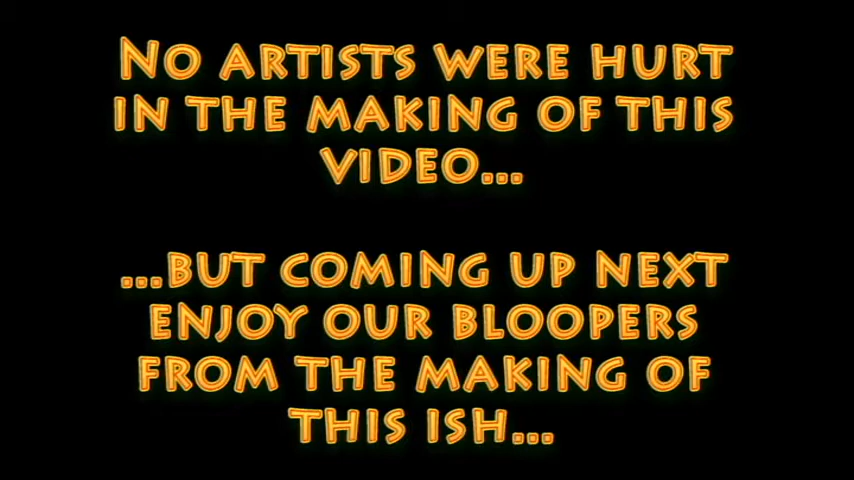 No artists were hurt
in the making of this
video...
...but coming up next
enjoy our bloopers
from the making of
this ish...